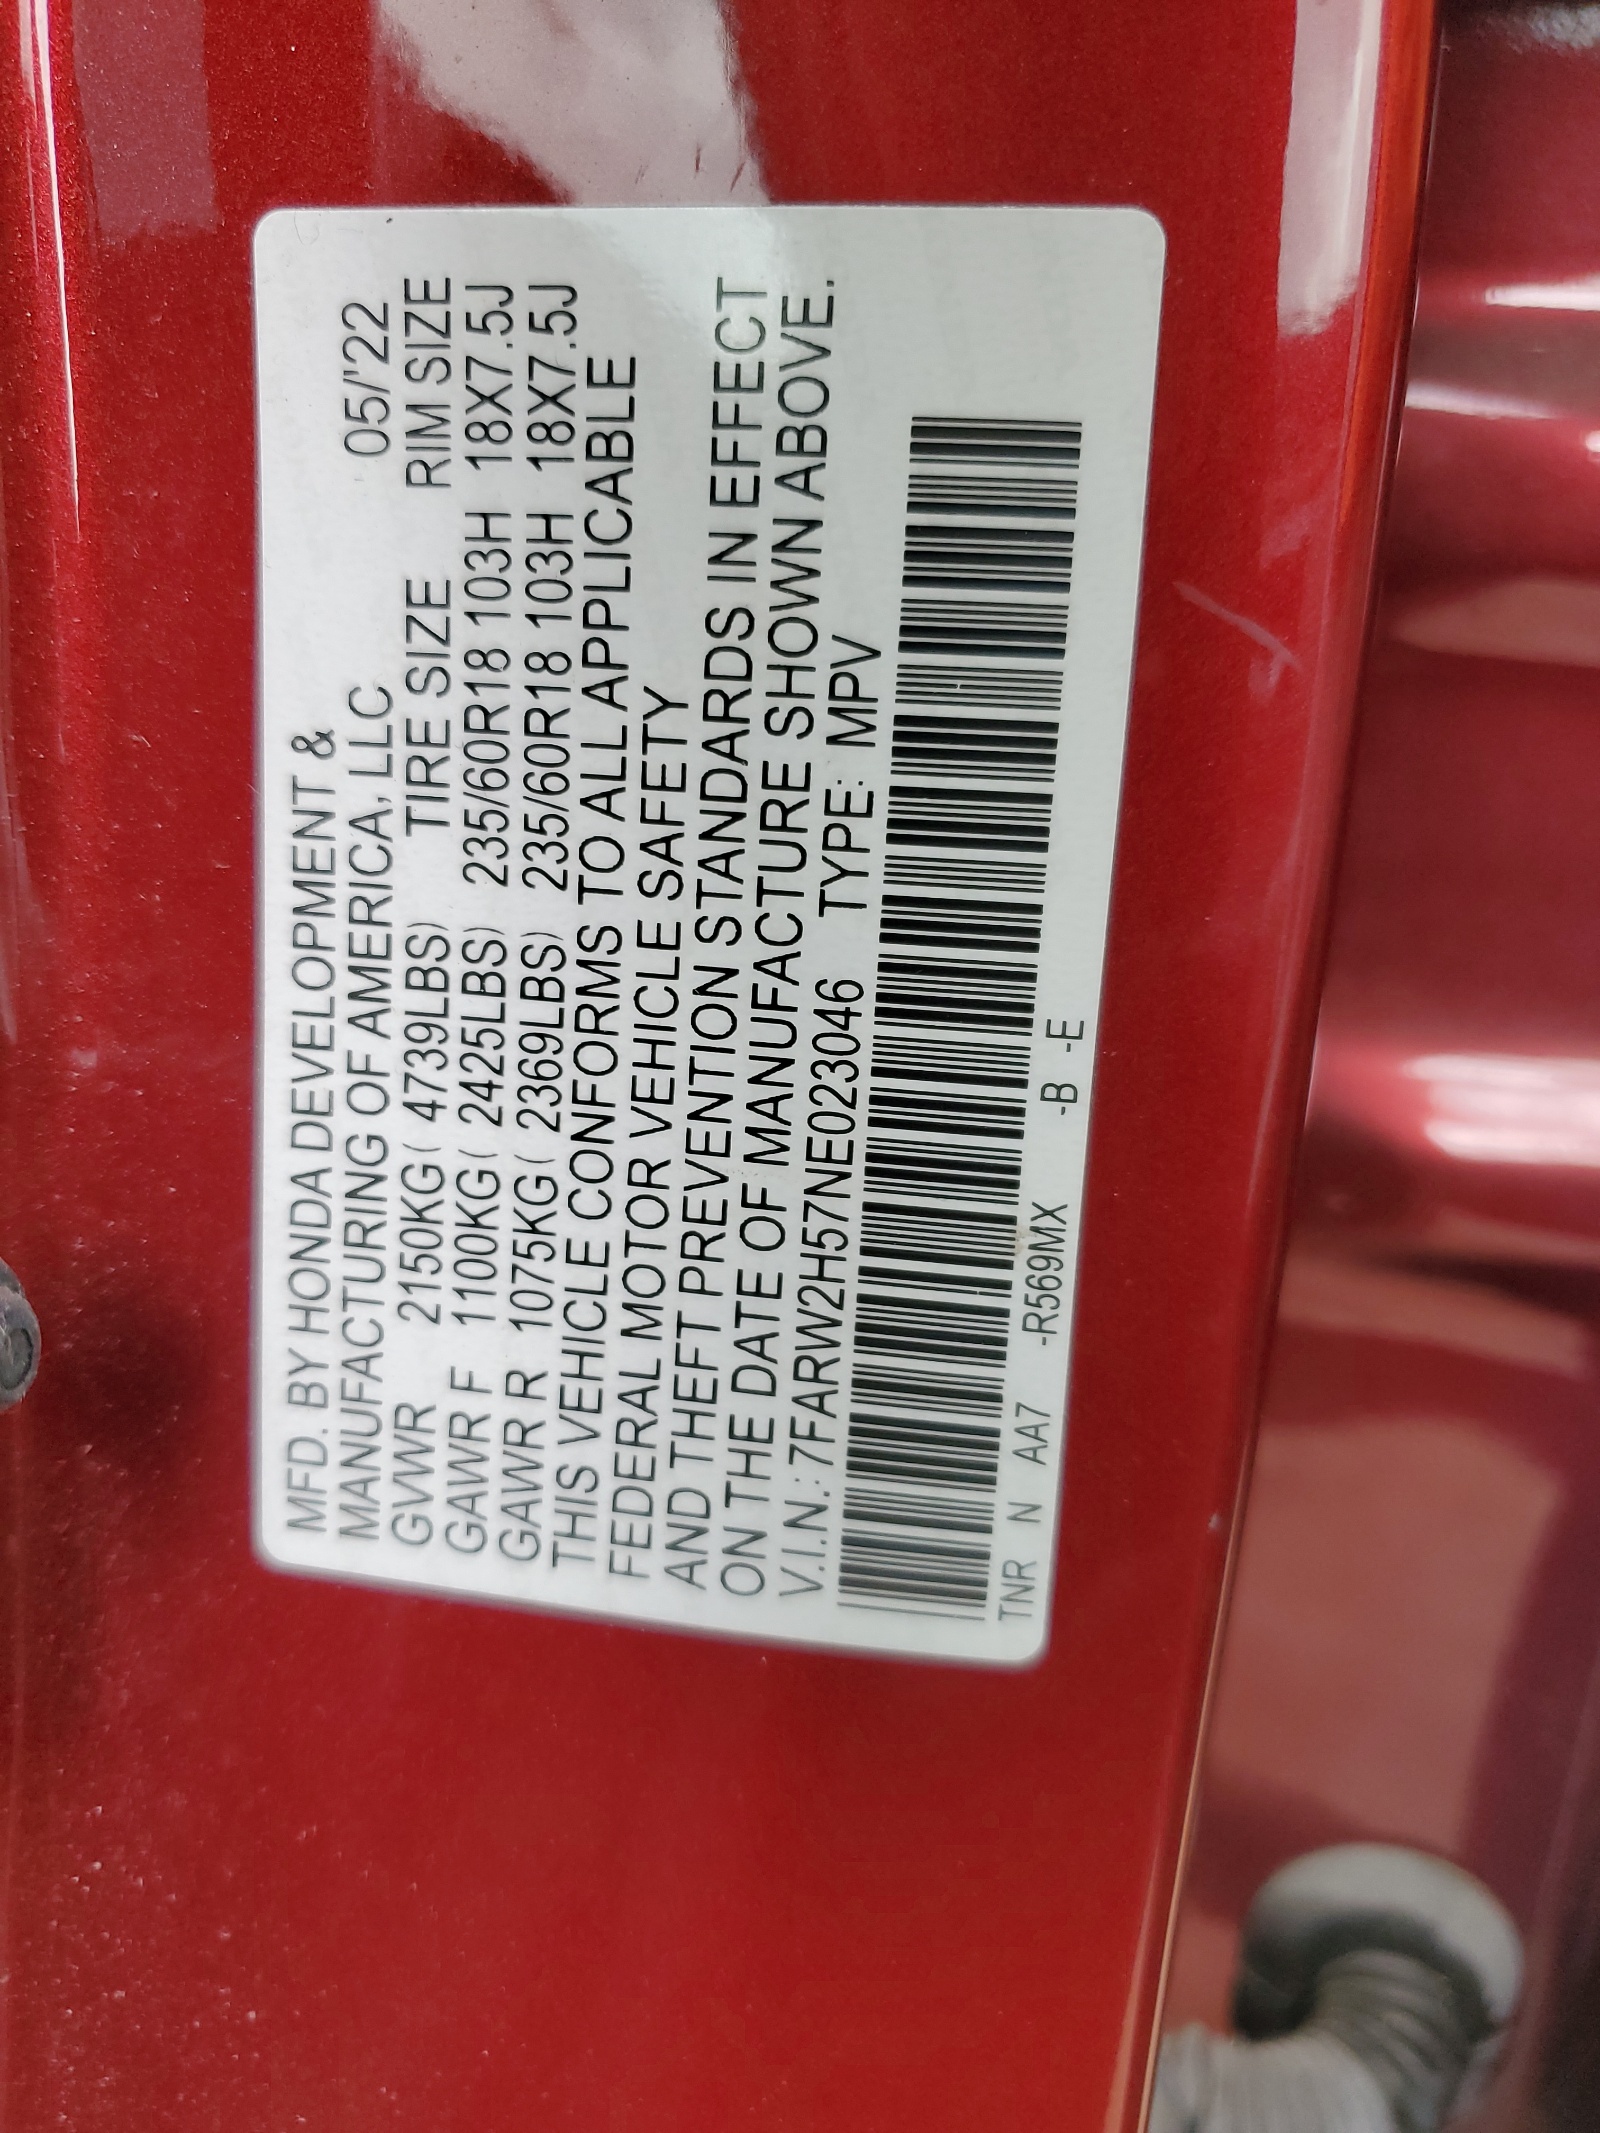 MFD. BY HONDA DEVELOPMENT &
MANUFACTURING OF AMERICA, LLC 05/'22
GVWR 2150KG( 4739LBS) TIRE SIZE RIM SIZE
GAWR F 1100KG( 2425LBS) 235/60R18 103H 18X7.5J
GAWR R 1075KG( 2369LBS) 235/60R18 103H 18X7.5J
THIS VEHICLE CONFORMS TO ALL APPLICABLE
FEDERAL MOTOR VEHICLE SAFETY
AND THEFT PREVENTION STANDARDS IN EFFECT
ON THE DATE OF MANUFACTURE SHOWN ABOVE.
V.I.N.:7FARW2H57NE023046 TYPE: MPV
TNR N AA7 -R569MX -B -E